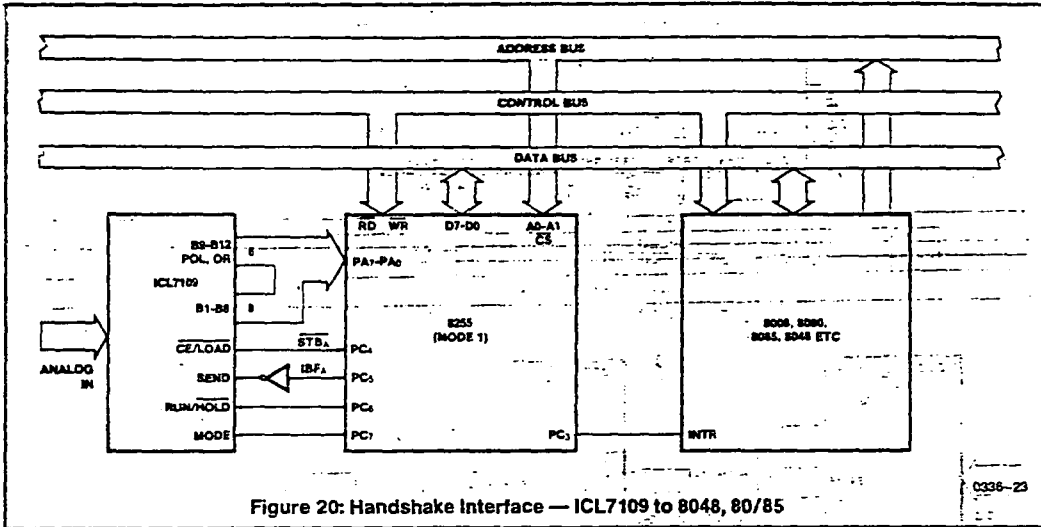 ADDRESS BUS
CONTROL BUS
DATA BUS
RD WR D7-D0 A0-A1
CS
B9-B12 6
POL, OR
ICL7109
B1-B8 8
PA7-PA0
8255
(MODE 1)
8008, 8080,
8085, 8048 ETC
CE/LOAD STBA PC4
ANALOG
IN
SEND IBFA PC5
RUN/HOLD PC6
MODE PC7
PC3 INTR
0336-23
Figure 20: Handshake Interface — ICL7109 to 8048, 80/85